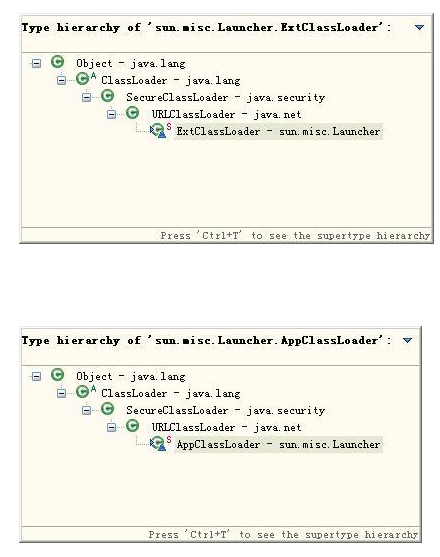 Type hierarchy of 'sun.misc.Launcher.ExtClassLoader':
Object - java.lang
A ClassLoader - java.lang
SecureClassLoader - java.security
URLClassLoader - java.net
S ExtClassLoader - sun.misc.Launcher
Press 'Ctrl+T' to see the supertype hierarchy
Type hierarchy of 'sun.misc.Launcher.AppClassLoader':
Object - java.lang
A ClassLoader - java.lang
SecureClassLoader - java.security
URLClassLoader - java.net
S AppClassLoader - sun.misc.Launcher
Press 'Ctrl+T' to see the supertype hierarchy